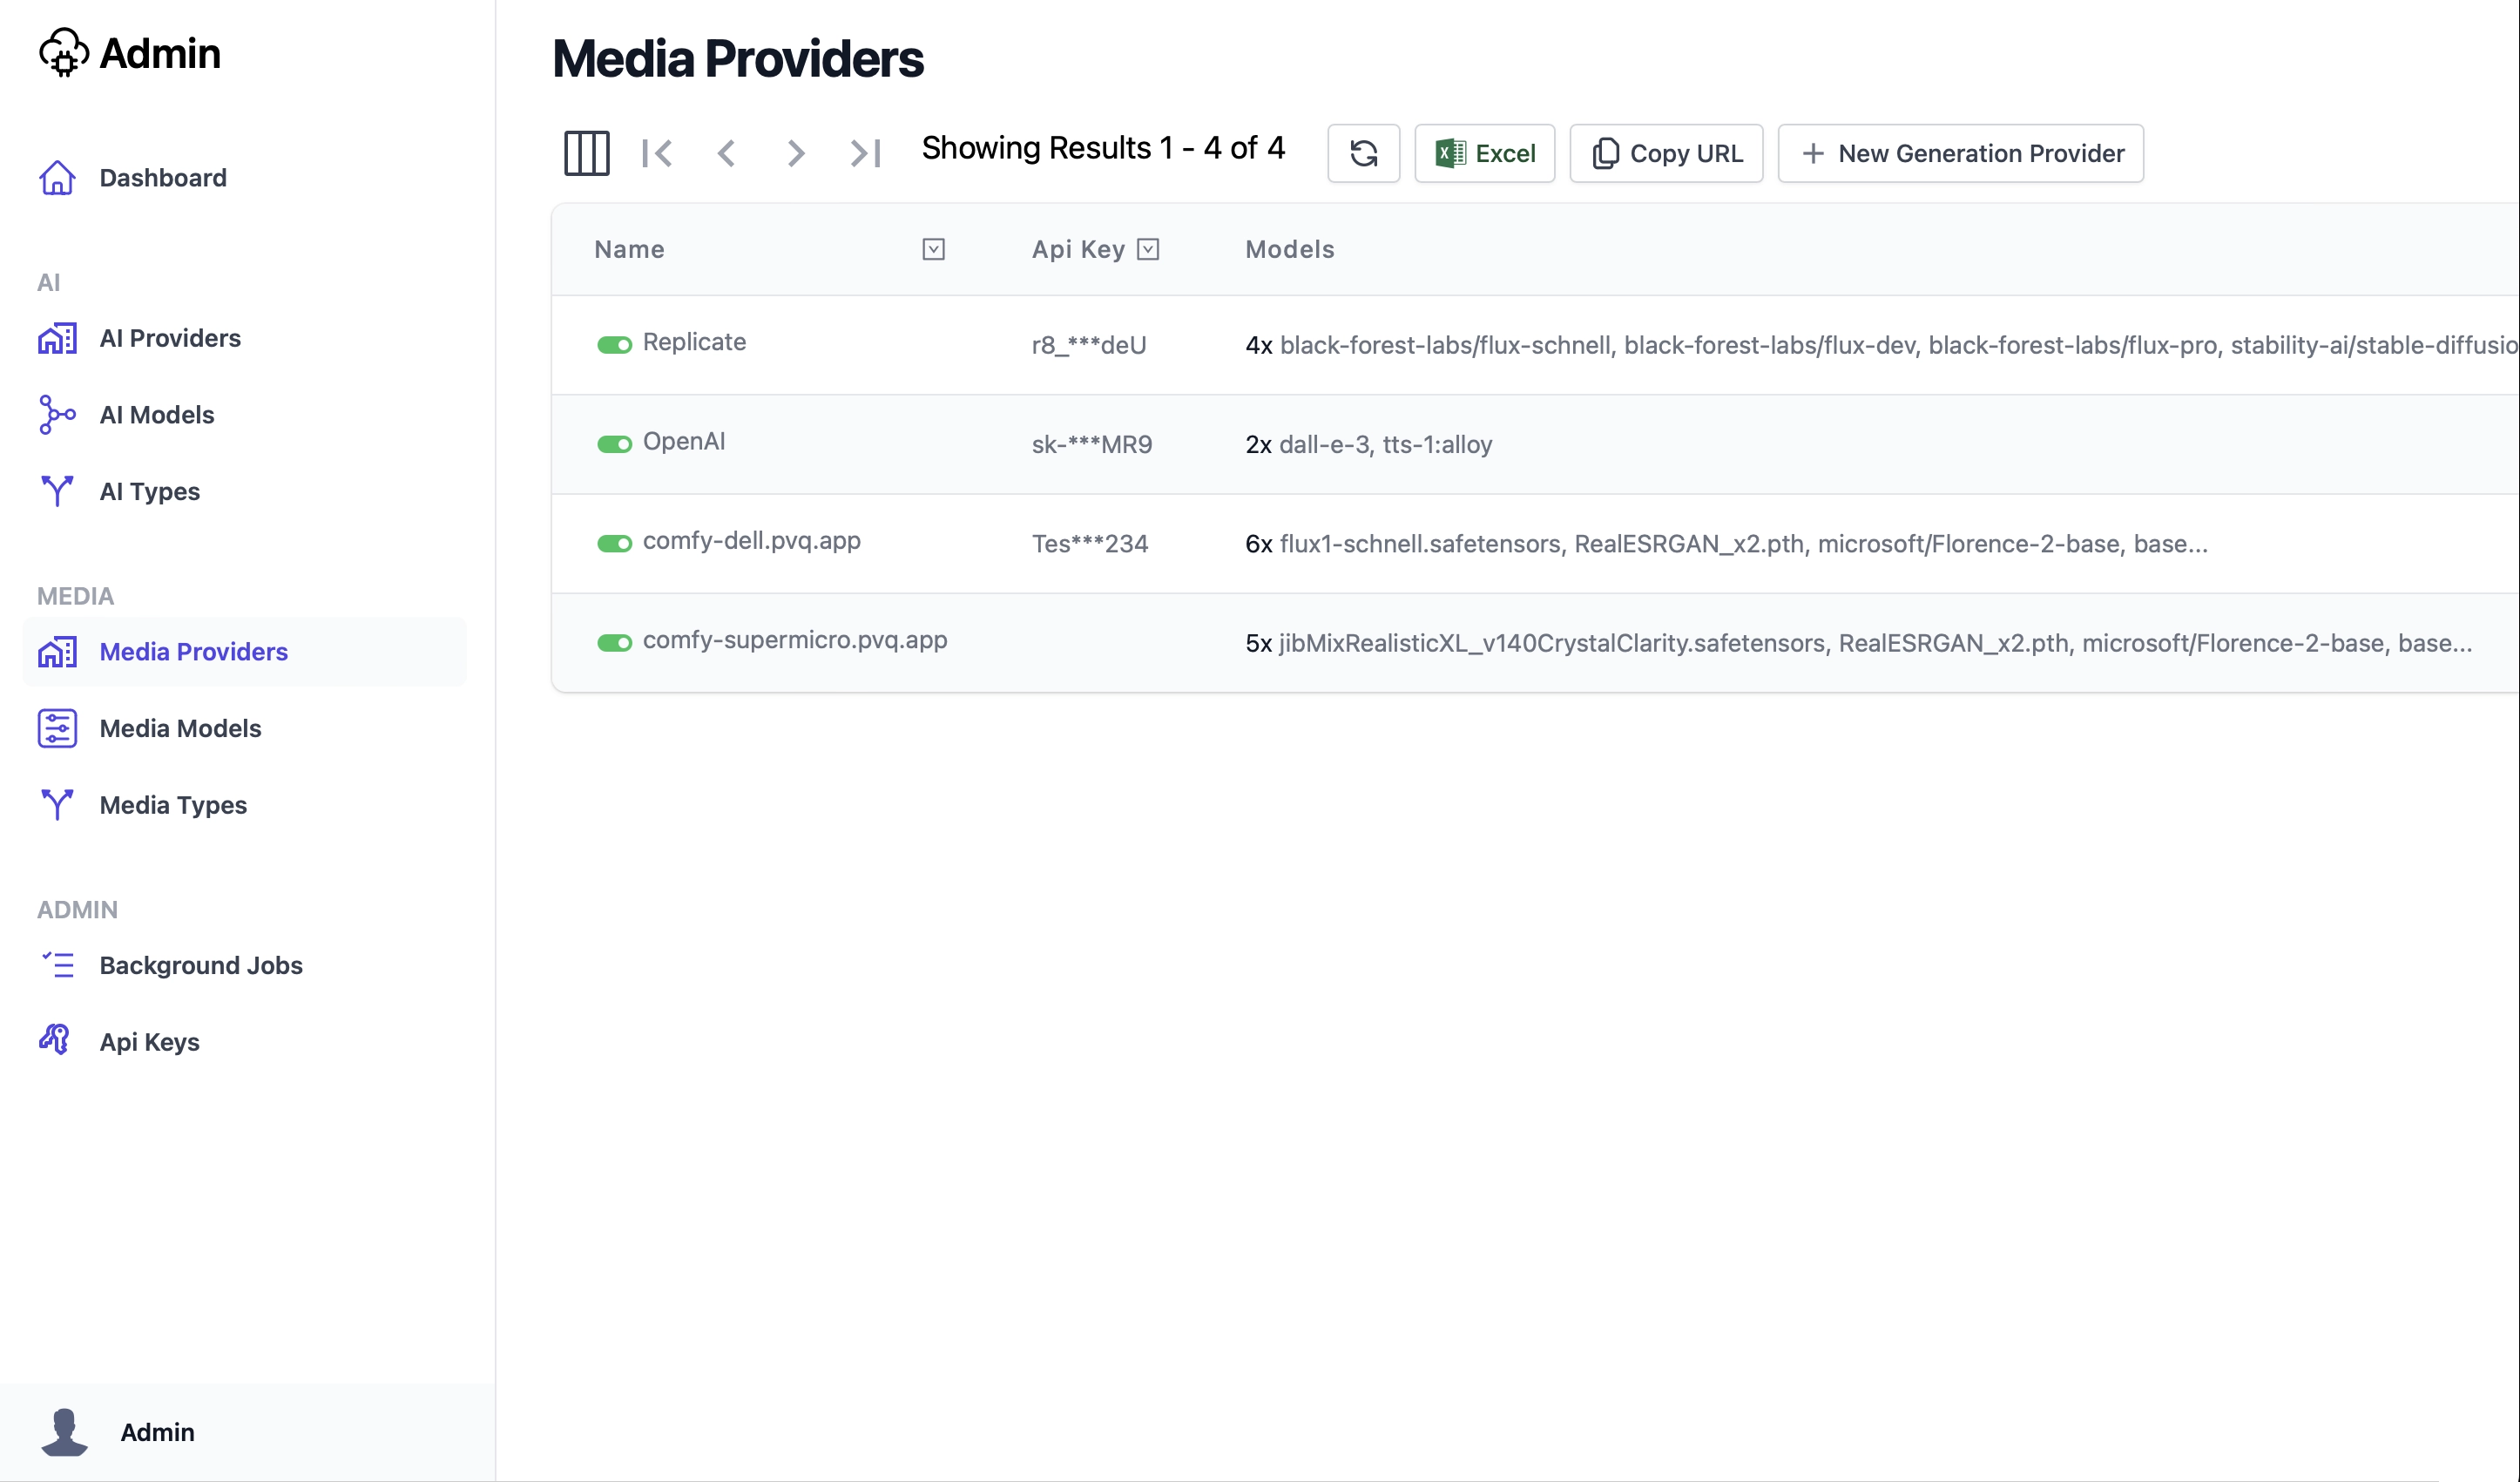 Admin
Dashboard
AI
AI Providers
AI Models
AI Types
MEDIA
Media Providers
Media Models
Media Types
ADMIN
Background Jobs
Api Keys
Admin
Media Providers
Showing Results 1 - 4 of 4
Excel
Copy URL
New Generation Provider
Name Api Key Models
Replicate r8_***deU 4x black-forest-labs/flux-schnell, black-forest-labs/flux-dev, black-forest-labs/flux-pro, stability-ai/stable-diffusio
OpenAI sk-***MR9 2x dall-e-3, tts-1:alloy
comfy-dell.pvq.app Tes***234 6x flux1-schnell.safetensors, RealESRGAN_x2.pth, microsoft/Florence-2-base, base...
comfy-supermicro.pvq.app 5x jibMixRealisticXL_v140CrystalClarity.safetensors, RealESRGAN_x2.pth, microsoft/Florence-2-base, base...